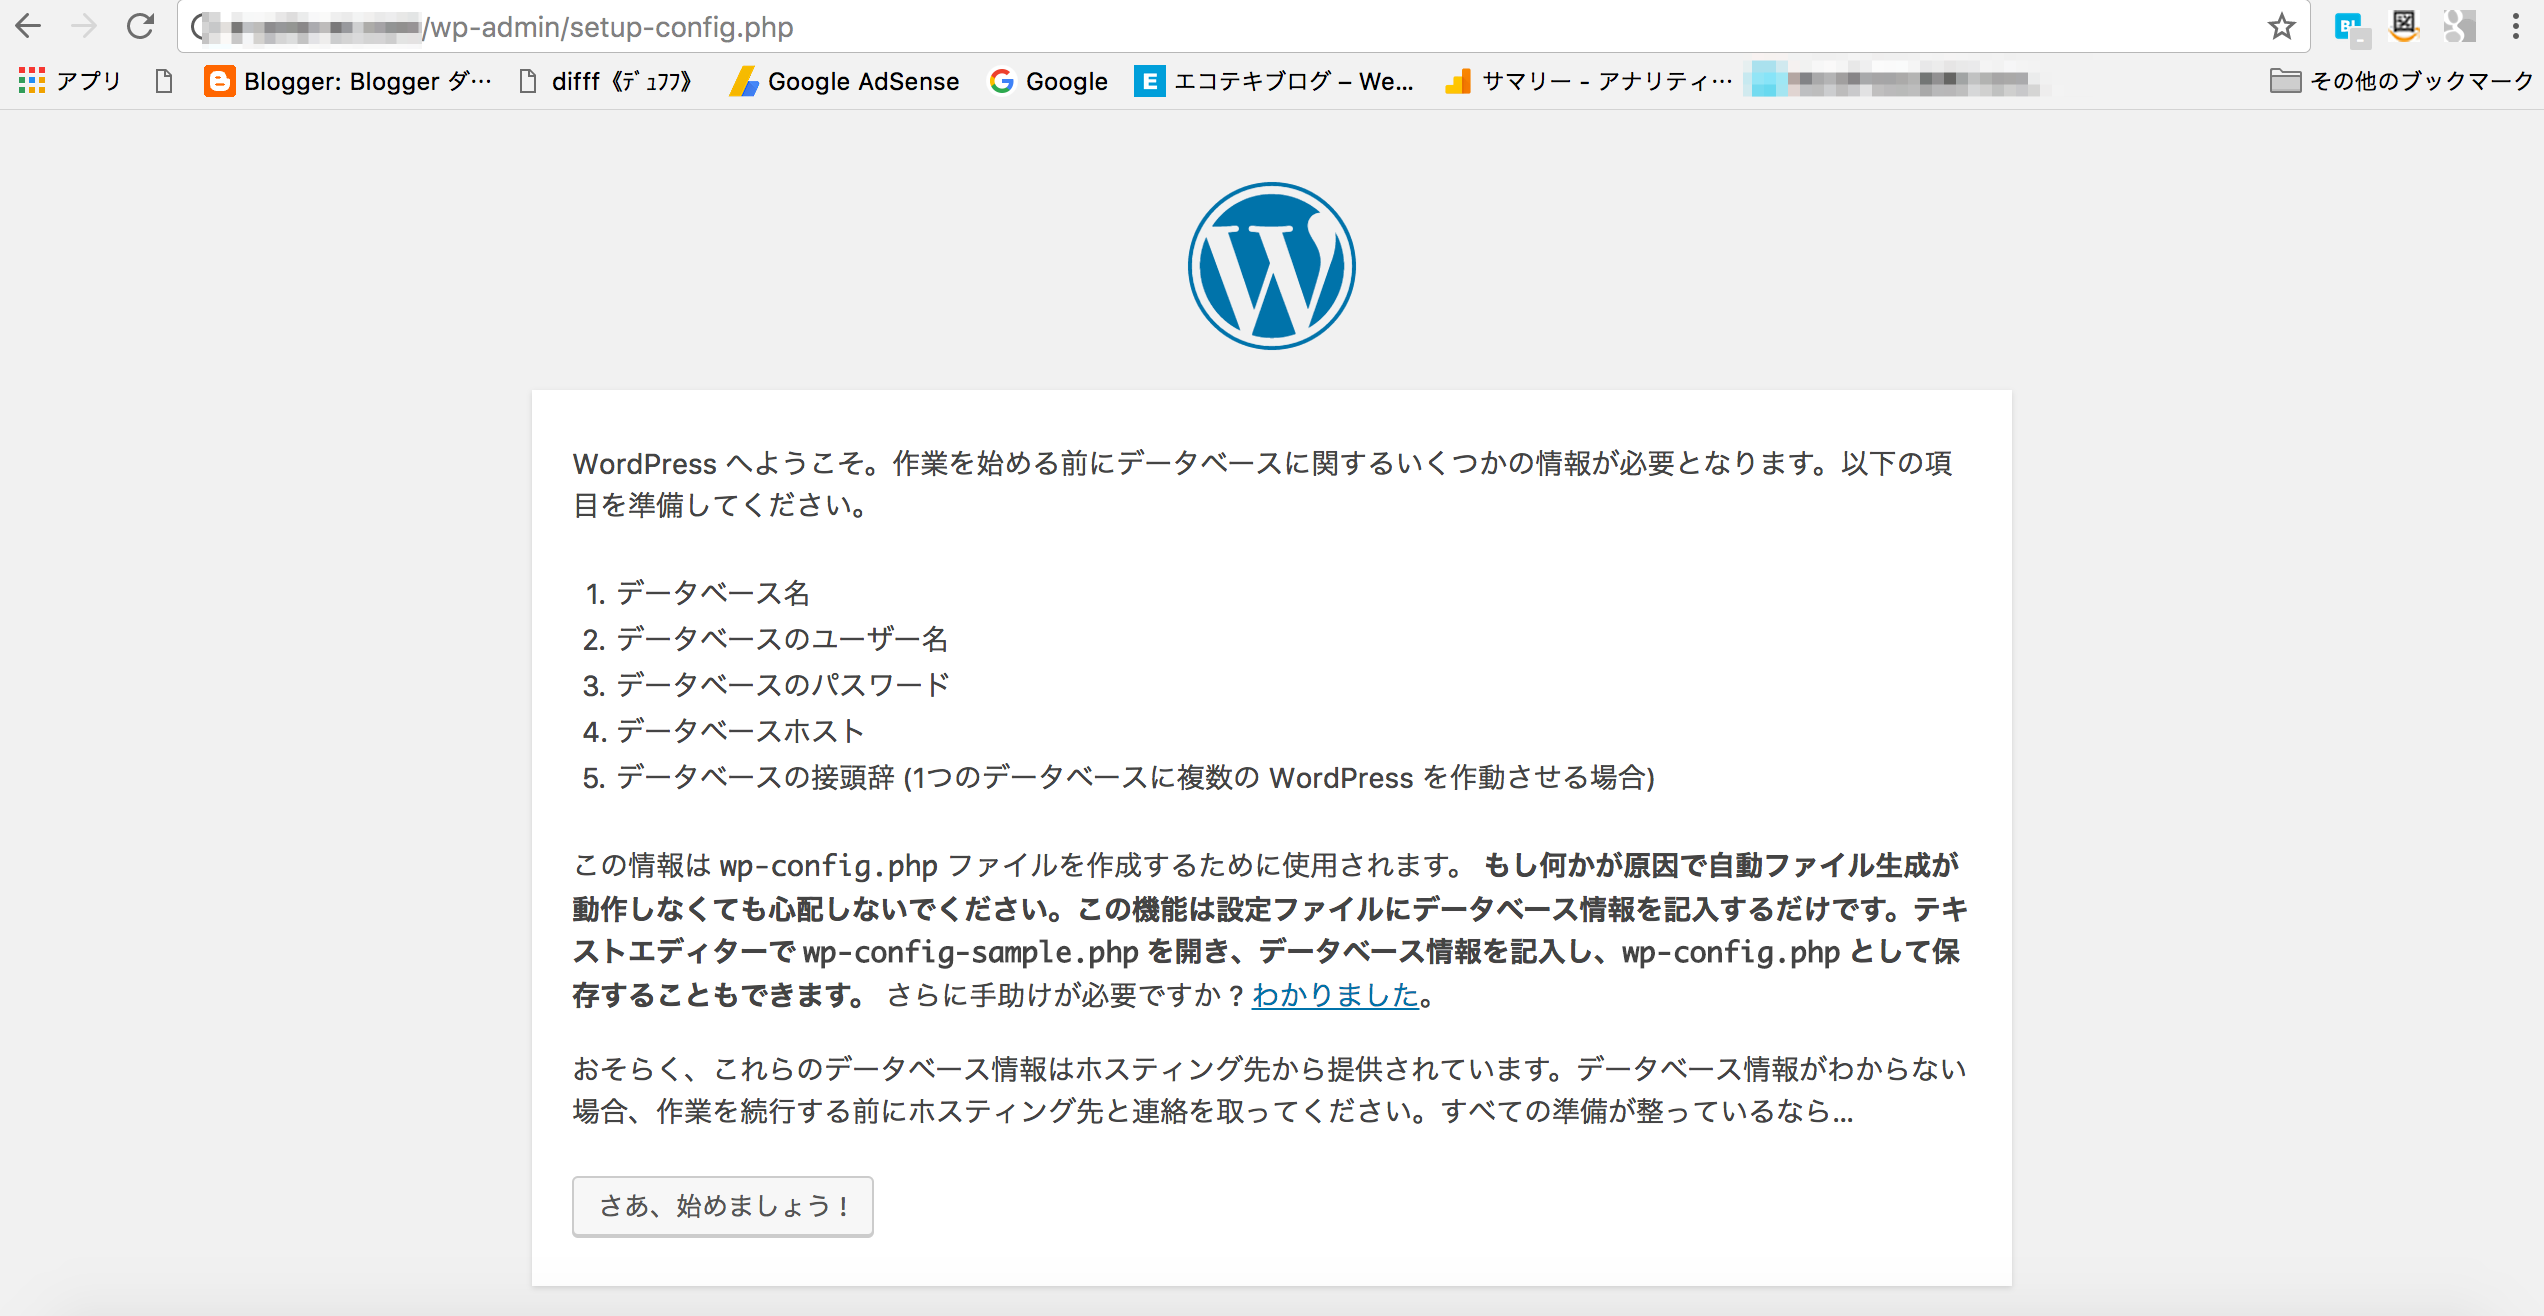 /wp-admin/setup-config.php
アプリ
Blogger: Blogger ダ…
difff《ﾃﾞｭﾌﾌ》
Google AdSense
Google
エコテキブログ – We...
サマリー - アナリティ…
その他のブックマーク
WordPress へようこそ。作業を始める前にデータベースに関するいくつかの情報が必要となります。以下の項
目を準備してください。
1. データベース名
2. データベースのユーザー名
3. データベースのパスワード
4. データベースホスト
5. データベースの接頭辞 (1つのデータベースに複数の WordPress を作動させる場合)
この情報は wp-config.php ファイルを作成するために使用されます。 もし何かが原因で自動ファイル生成が
動作しなくても心配しないでください。この機能は設定ファイルにデータベース情報を記入するだけです。テキ
ストエディターで wp-config-sample.php を開き、データベース情報を記入し、wp-config.php として保
存することもできます。 さらに手助けが必要ですか ? わかりました。
おそらく、これらのデータベース情報はホスティング先から提供されています。データベース情報がわからない
場合、作業を続行する前にホスティング先と連絡を取ってください。すべての準備が整っているなら...
さあ、始めましょう !